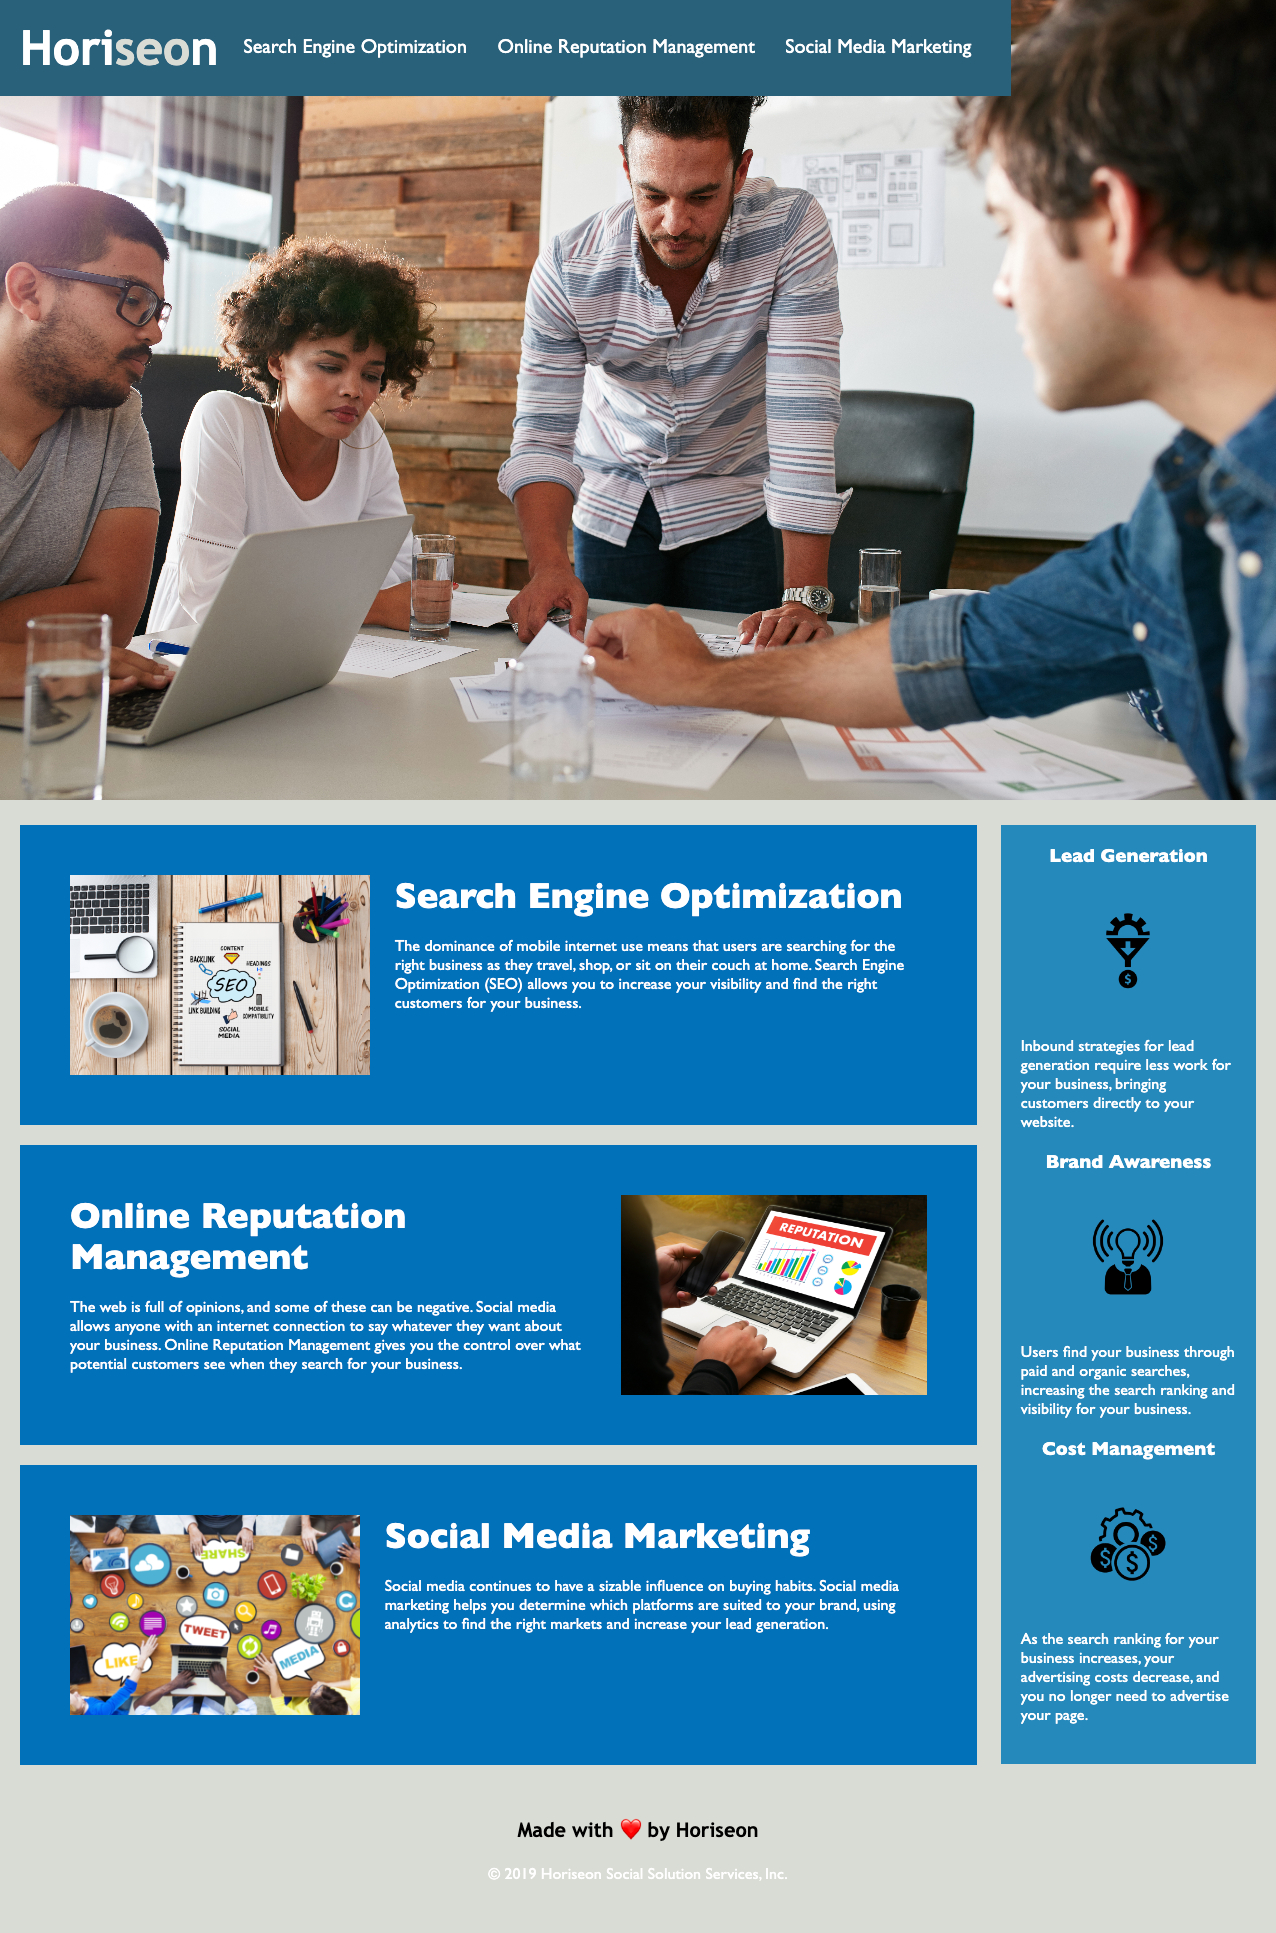 Horiseon
Search Engine Optimization
Online Reputation Management
Social Media Marketing
CONTENT
BACKLINK
HEADINGS
SEO
LINK BUILDING
MOBILE
COMPATIBILITY
SOCIAL
MEDIA
Search Engine Optimization
The dominance of mobile internet use means that users are searching for the
right business as they travel, shop, or sit on their couch at home. Search Engine
Optimization (SEO) allows you to increase your visibility and find the right
customers for your business.
Online Reputation
Management
The web is full of opinions, and some of these can be negative. Social media
allows anyone with an internet connection to say whatever they want about
your business. Online Reputation Management gives you the control over what
potential customers see when they search for your business.
REPUTATION
SHARE
TWEET
LIKE
MEDIA
Social Media Marketing
Social media continues to have a sizable influence on buying habits. Social media
marketing helps you determine which platforms are suited to your brand, using
analytics to find the right markets and increase your lead generation.
Lead Generation
$
Inbound strategies for lead
generation require less work for
your business, bringing
customers directly to your
website.
Brand Awareness
Users find your business through
paid and organic searches,
increasing the search ranking and
visibility for your business.
Cost Management
$ $ $
As the search ranking for your
business increases, your
advertising costs decrease, and
you no longer need to advertise
your page.
Made with ❤️ by Horiseon
© 2019 Horiseon Social Solution Services, Inc.